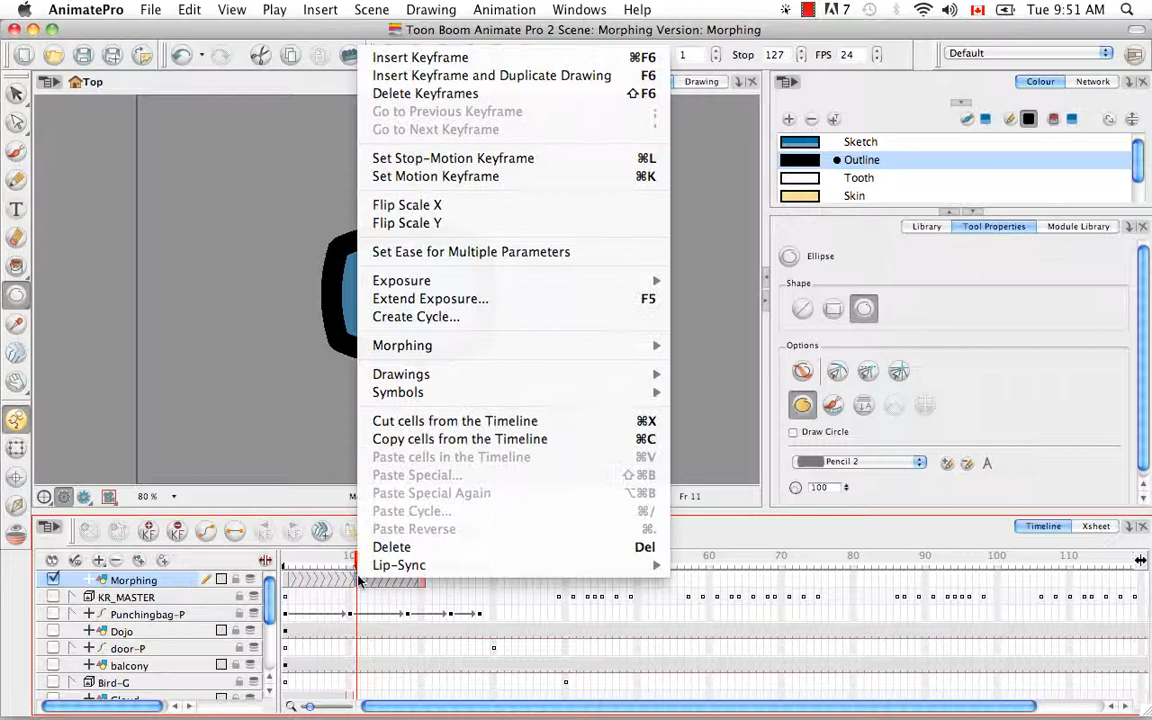 AnimatePro File Edit View Play Insert Scene Drawing Animation Windows Help 7 Tue 9:51 AM
Toon Boom Animate Pro 2 Scene: Morphing Version: Morphing
1 Stop 127 FPS 24 Default
Top
Drawing
Colour Network
Insert Keyframe ⌘F6
Insert Keyframe and Duplicate Drawing F6
Delete Keyframes ⇧F6
Go to Previous Keyframe
Go to Next Keyframe
Set Stop-Motion Keyframe ⌘L
Set Motion Keyframe ⌘K
Flip Scale X
Flip Scale Y
Set Ease for Multiple Parameters
Exposure
Extend Exposure... F5
Create Cycle...
Morphing
Drawings
Symbols
Cut cells from the Timeline ⌘X
Copy cells from the Timeline ⌘C
Paste cells in the Timeline ⌘V
Paste Special... ⇧⌘B
Paste Special Again ⌥⌘B
Paste Cycle... ⌘/
Paste Reverse ⌘.
Delete Del
Lip-Sync
Sketch
Outline
Tooth
Skin
Library Tool Properties Module Library
Ellipse
Shape
Options
Draw Circle
Pencil 2 A
100
80 %
Fr 11
Timeline Xsheet
60 70 80 90 100 110 120
Morphing
KR_MASTER
Punchingbag-P
Dojo
door-P
balcony
Bird-G